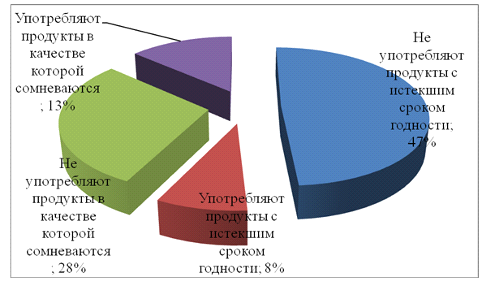 Употребляют
продукты в
качестве
которой
сомневаются
; 13%
Не
употребляют
продукты с
истекшим
сроком
годности;
47%
Не
употребляют
продукты в
качестве
которой
сомневаются
; 28%
Употребляют
продукты с
истекшим
сроком
годности; 8%